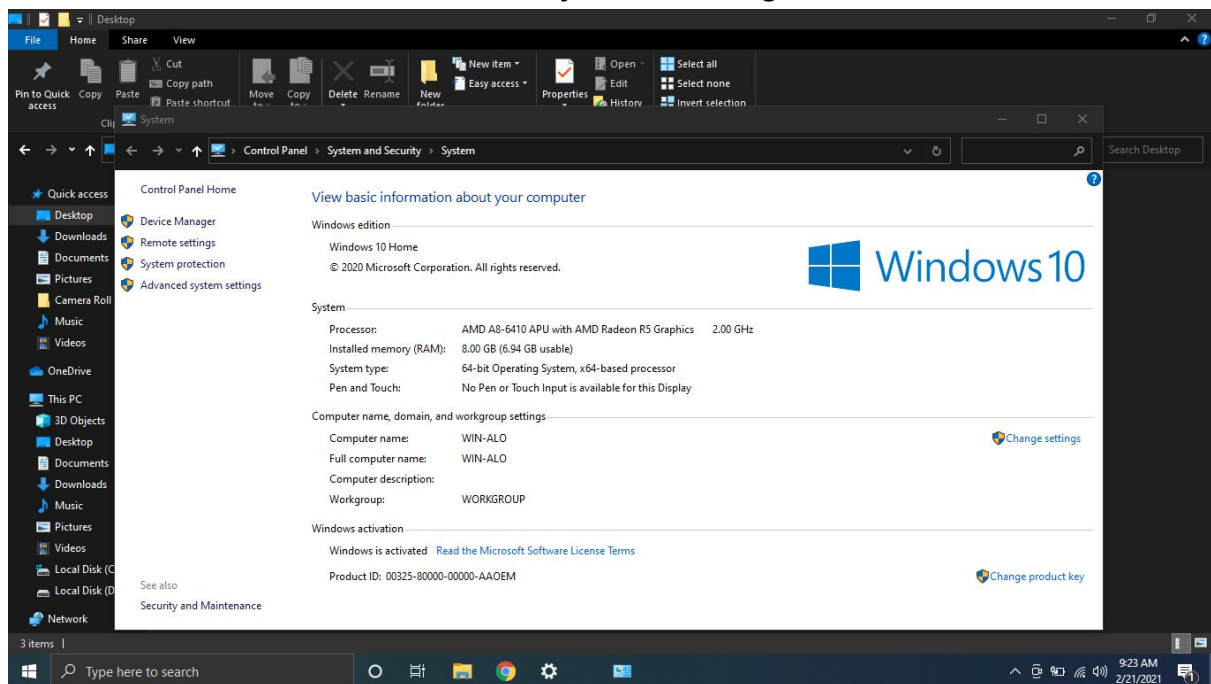 Desktop
File Home Share View
Pin to Quick access
Copy
Paste
Cut
Copy path
Paste shortcut
Move to
Copy to
Delete
Rename
New folder
New item
Easy access
Properties
Open
Edit
History
Select all
Select none
Invert selection
System
Control Panel > System and Security > System
Search Desktop
Quick access
Desktop
Downloads
Documents
Pictures
Camera Roll
Music
Videos
OneDrive
This PC
3D Objects
Desktop
Documents
Downloads
Music
Pictures
Videos
Local Disk (C
Local Disk (D
Network
3 items
Control Panel Home
Device Manager
Remote settings
System protection
Advanced system settings
See also
Security and Maintenance
View basic information about your computer
Windows edition
Windows 10 Home
© 2020 Microsoft Corporation. All rights reserved.
Windows 10
System
Processor: AMD A8-6410 APU with AMD Radeon R5 Graphics 2.00 GHz
Installed memory (RAM): 8.00 GB (6.94 GB usable)
System type: 64-bit Operating System, x64-based processor
Pen and Touch: No Pen or Touch Input is available for this Display
Computer name, domain, and workgroup settings
Computer name: WIN-ALO
Change settings
Full computer name: WIN-ALO
Computer description:
Workgroup: WORKGROUP
Windows activation
Windows is activated Read the Microsoft Software License Terms
Product ID: 00325-80000-00000-AAOEM
Change product key
Type here to search
9:23 AM
2/21/2021